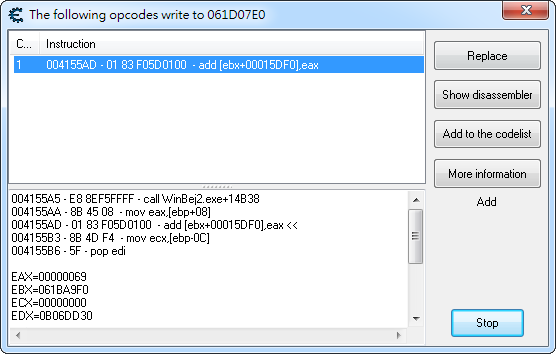 The following opcodes write to 061D07E0
C... Instruction
1 004155AD - 01 83 F05D0100 - add [ebx+00015DF0],eax
Replace
Show disassembler
Add to the codelist
More information
Add
004155A5 - E8 8EF5FFFF - call WinBej2.exe+14B38
004155AA - 8B 45 08 - mov eax,[ebp+08]
004155AD - 01 83 F05D0100 - add [ebx+00015DF0],eax <<
004155B3 - 8B 4D F4 - mov ecx,[ebp-0C]
004155B6 - 5F - pop edi
EAX=00000069
EBX=061BA9F0
ECX=00000000
EDX=0B06DD30
Stop